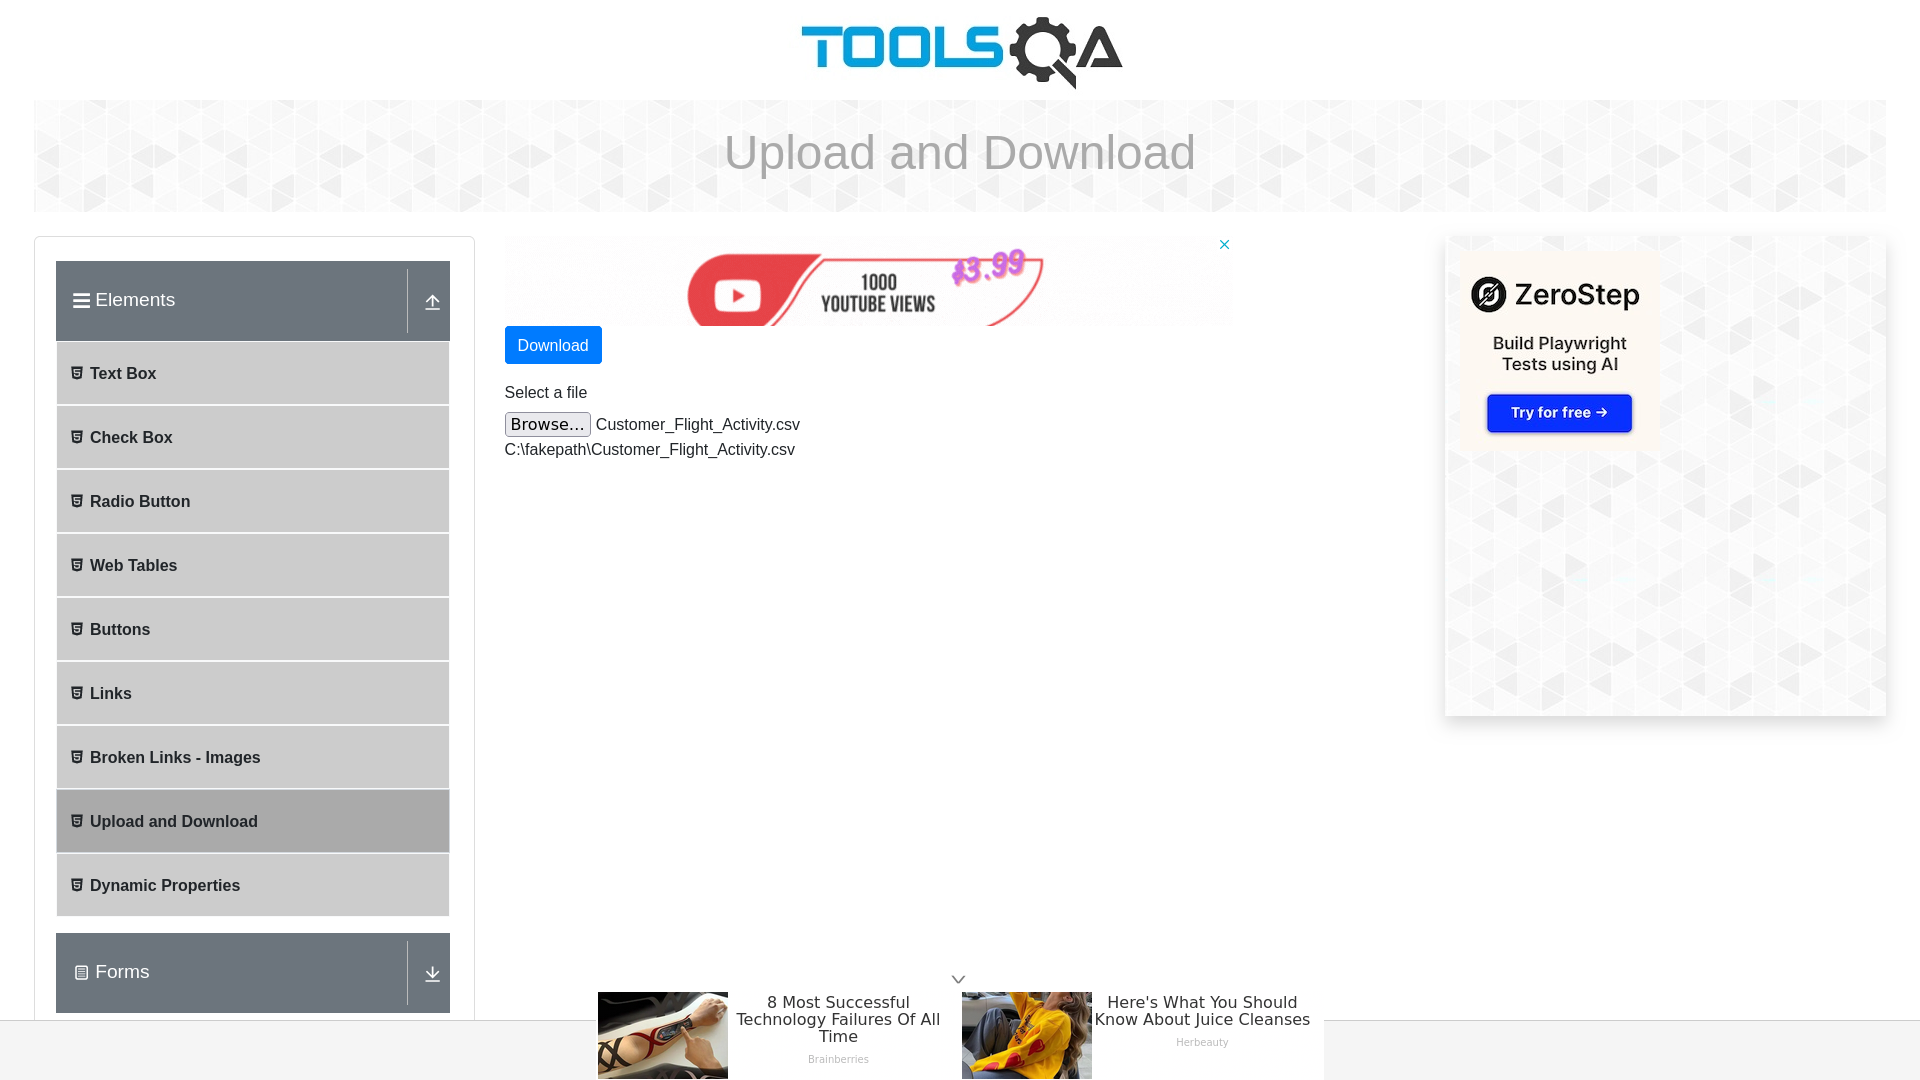 TOOLSQA
Upload and Download
Elements
Text Box
Check Box
Radio Button
Web Tables
Buttons
Links
Broken Links - Images
Upload and Download
Dynamic Properties
Forms
1000
YOUTUBE VIEWS
$3.99
Download
Select a file
Browse... Customer_Flight_Activity.csv
C:\fakepath\Customer_Flight_Activity.csv
ZeroStep
Build Playwright
Tests using AI
Try for free →
8 Most Successful
Technology Failures Of All
Time
Brainberries
Here's What You Should
Know About Juice Cleanses
Herbeauty